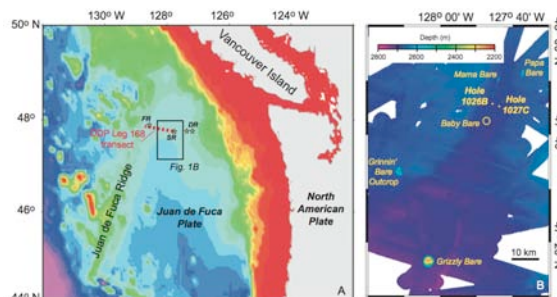 130°W
128°W
126°W
124°W
50°N
48°
46°
44°N
Vancouver Island
FR
DR
ODP Leg 168
transect
SR
Fig. 1B
Juan de Fuca Ridge
Juan de Fuca
Plate
North
American
Plate
A
128° 00' W
127° 40' W
Depth (m)
2800
2600
2400
2200
Papa
Bare
Mama Bare
Hole
1026B
Hole
1027C
Baby Bare
Grinnin'
Bare
Outcrop
10 km
Grizzly Bare
B